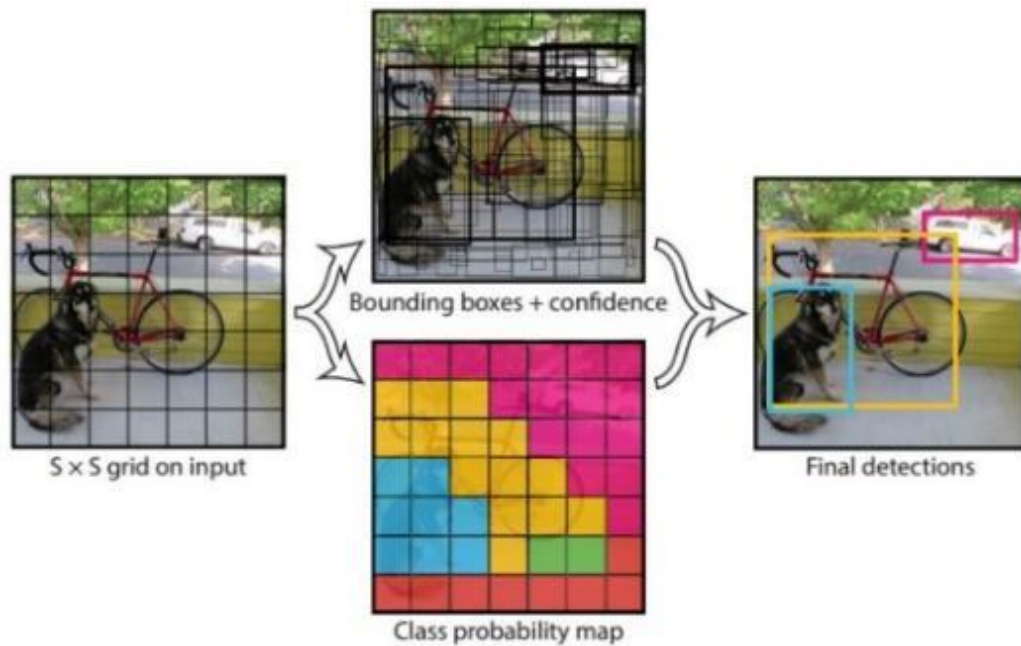 Bounding boxes + confidence
S × S grid on input
Final detections
Class probability map